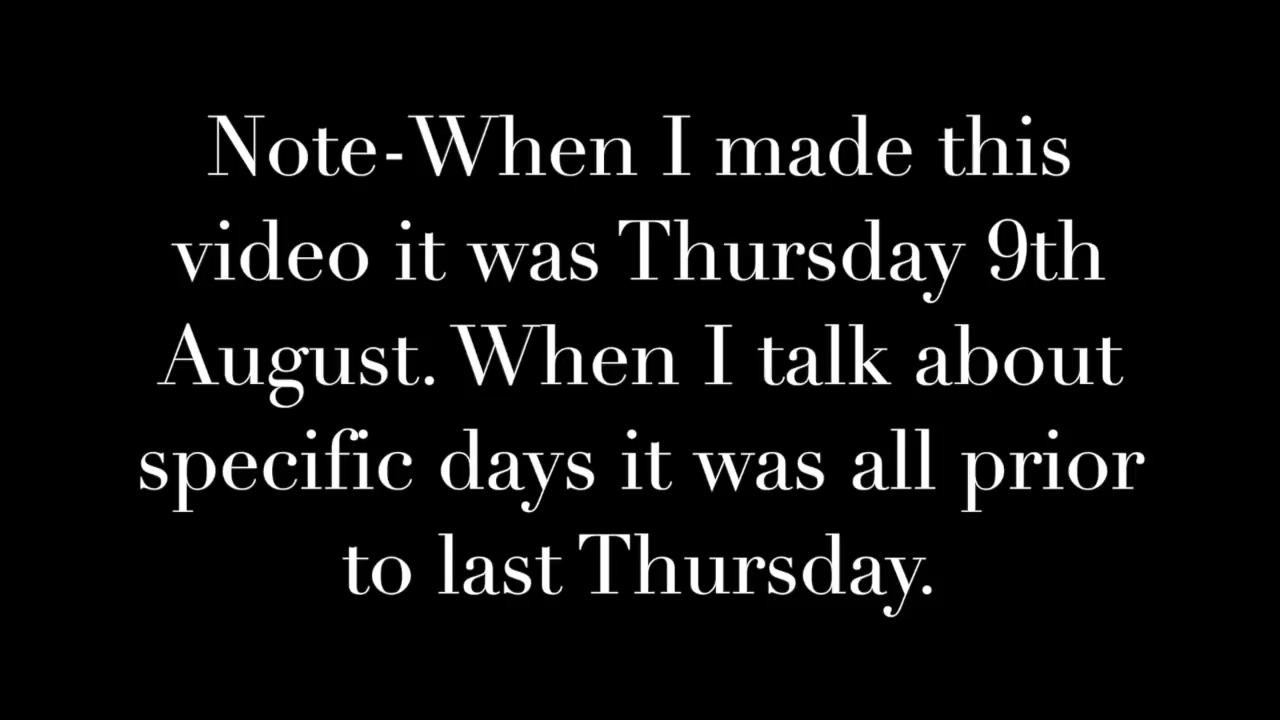 Note-When I made this
video it was Thursday 9th
August. When I talk about
specific days it was all prior
to last Thursday.